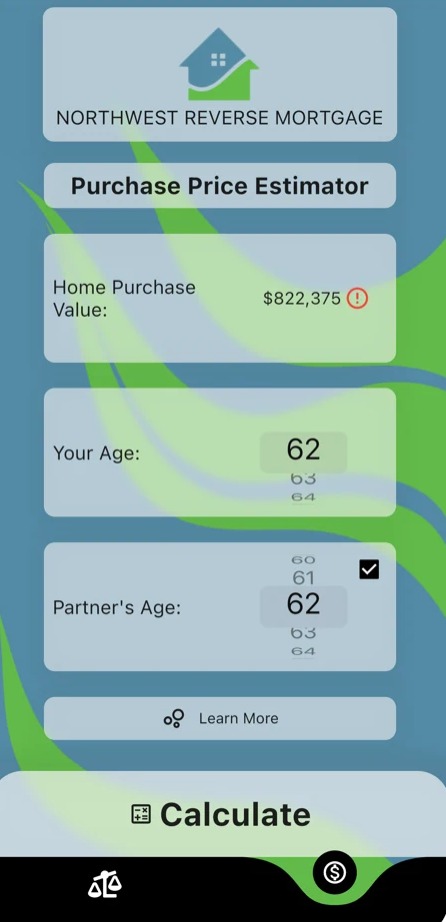 NORTHWEST REVERSE MORTGAGE
Purchase Price Estimator
Home Purchase
Value:
$822,375
Your Age:
62
63
64
60
61
Partner's Age:
62
63
64
Learn More
Calculate